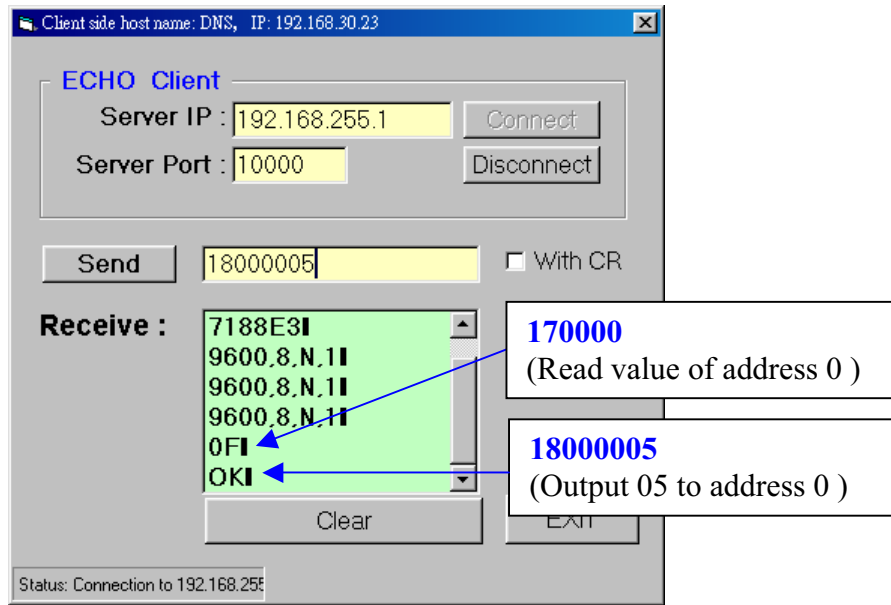 Client side host name: DNS,   IP: 192.168.30.23
ECHO  Client
Server IP : 192.168.255.1
Connect
Server Port : 10000
Disconnect
Send
18000005
With CR
Receive :
7188E3
9600,8,N,1
9600,8,N,1
9600,8,N,1
0F
OK
170000
(Read value of address 0 )
18000005
(Output 05 to address 0 )
Clear
Status: Connection to 192.168.255